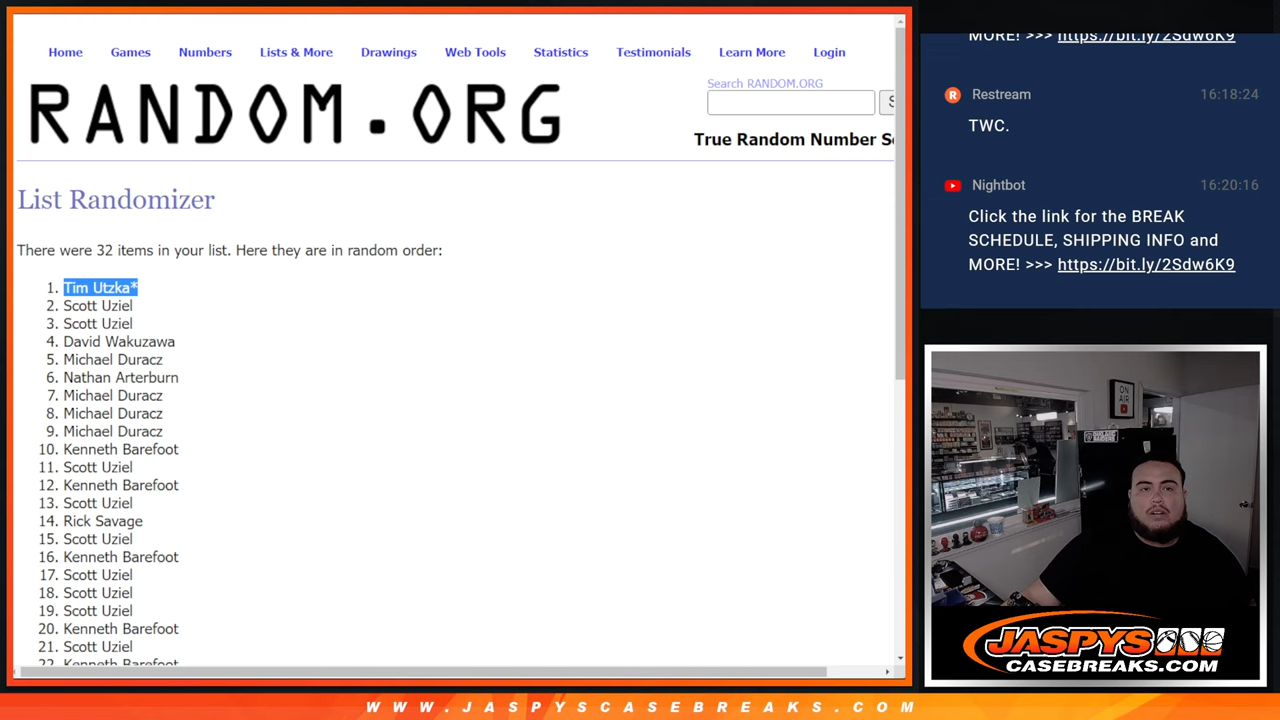 Home Games Numbers Lists & More Drawings Web Tools Statistics Testimonials Learn More Login
Search RANDOM.ORG
RANDOM.ORG
True Random Number Se
List Randomizer
There were 32 items in your list. Here they are in random order:
1. Tim Utzka*
2. Scott Uziel
3. Scott Uziel
4. David Wakuzawa
5. Michael Duracz
6. Nathan Arterburn
7. Michael Duracz
8. Michael Duracz
9. Michael Duracz
10. Kenneth Barefoot
11. Scott Uziel
12. Kenneth Barefoot
13. Scott Uziel
14. Rick Savage
15. Scott Uziel
16. Kenneth Barefoot
17. Scott Uziel
18. Scott Uziel
19. Scott Uziel
20. Kenneth Barefoot
21. Scott Uziel
22. Kenneth Barefoot
MORE! >>> https://bit.ly/2Sdw6K9
Restream 16:18:24
TWC.
Nightbot 16:20:16
Click the link for the BREAK
SCHEDULE, SHIPPING INFO and
MORE! >>> https://bit.ly/2Sdw6K9
ON
AIR
JASPYS
CASEBREAKS.COM
WWW.JASPYSCASEBREAKS.COM